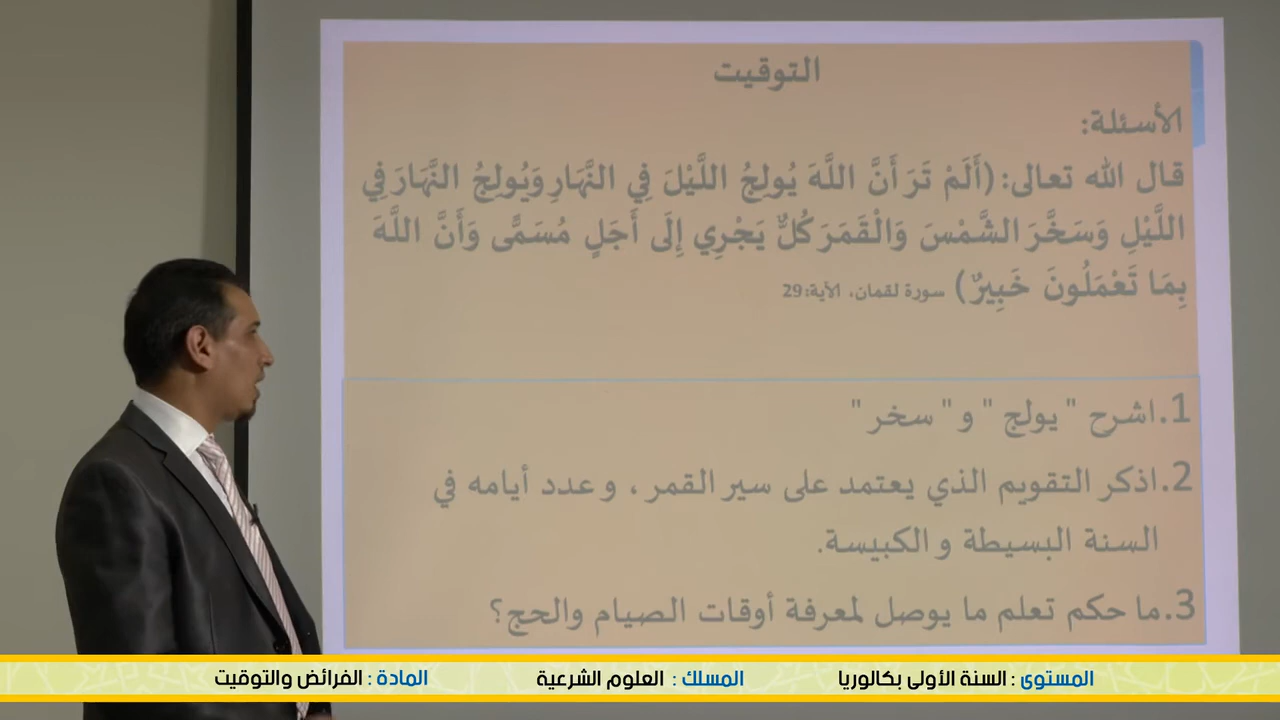 التوقيت
الأسئلة:
قال الله تعالى: (أَلَمْ تَرَ أَنَّ اللَّهَ يُولِجُ اللَّيْلَ فِي النَّهَارِ وَيُولِجُ النَّهَارَ فِي
اللَّيْلِ وَسَخَّرَ الشَّمْسَ وَالْقَمَرَ كُلٌّ يَجْرِي إِلَى أَجَلٍ مُسَمًّى وَأَنَّ اللَّهَ
بِمَا تَعْمَلُونَ خَبِيرٌ) سورة لقمان، الآية:29
1.اشرح " يولج " و " سخر "
2.اذكر التقويم الذي يعتمد على سير القمر ، و عدد أيامه في
السنة البسيطة و الكبيسة.
3.ما حكم تعلم ما يوصل لمعرفة أوقات الصيام والحج؟
المستوى : السنة الأولى بكالوريا المسلك : العلوم الشرعية المادة : الفرائض والتوقيت